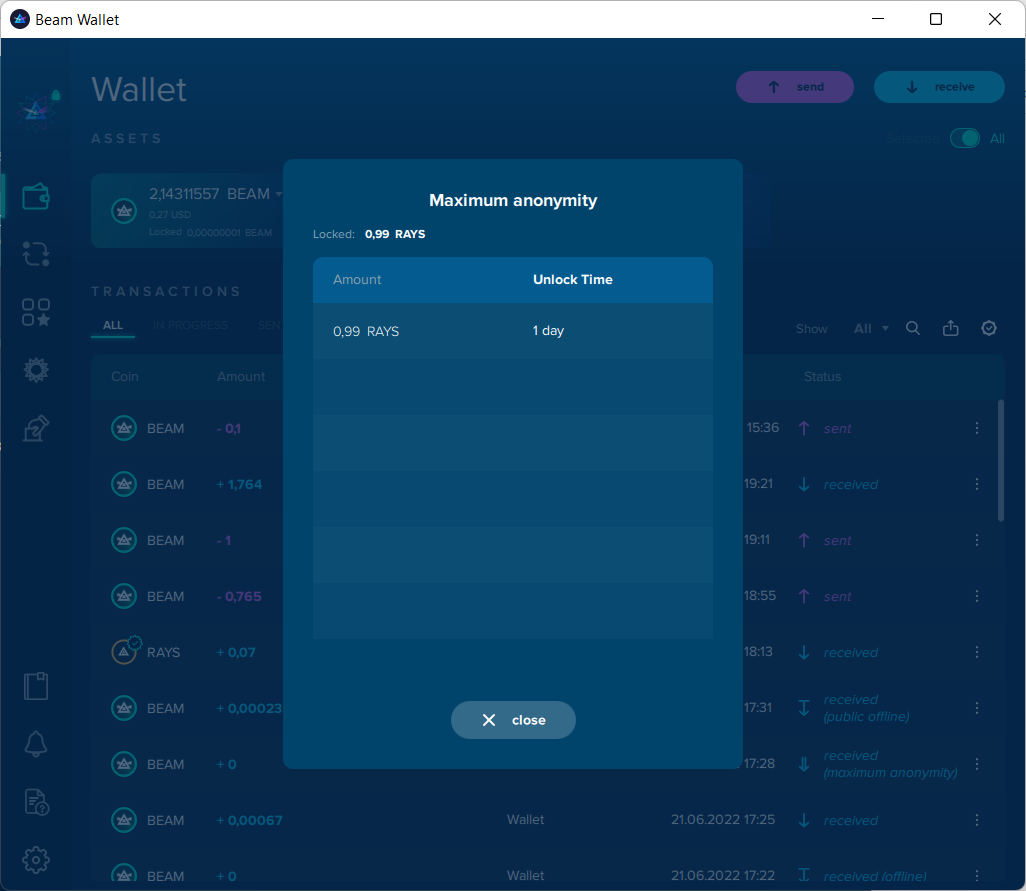 Beam Wallet
Wallet
send
receive
ASSETS
Selected
All
2,14311557 BEAM
0,27 USD
Locked 0,00000001 BEAM
Maximum anonymity
Locked: 0,99 RAYS
Amount Unlock Time
0,99 RAYS 1 day
close
TRANSACTIONS
ALL IN PROGRESS SEN
Show All
Coin Amount Status
BEAM - 0,1 15:36 sent
BEAM + 1,764 19:21 received
BEAM - 1 19:11 sent
BEAM - 0,765 18:55 sent
RAYS + 0,07 18:13 received
BEAM + 0,00023 17:31 received
(public offline)
BEAM + 0 17:28 received
(maximum anonymity)
BEAM + 0,00067 Wallet 21.06.2022 17:25 received
BEAM + 0 Wallet 21.06.2022 17:22 received (offline)